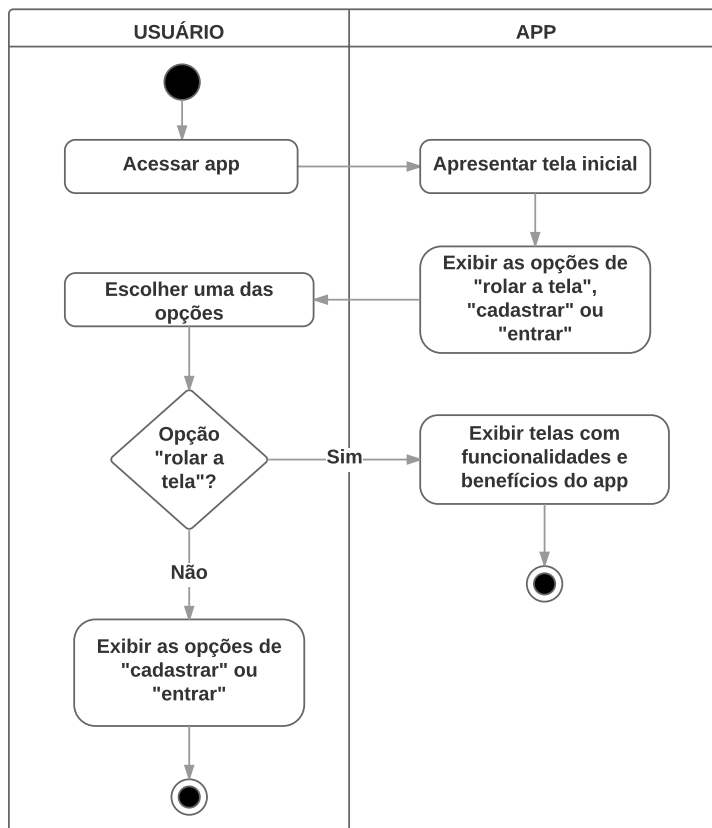 USUÁRIO
APP
Acessar app
Apresentar tela inicial
Exibir as opções de
"rolar a tela",
"cadastrar" ou
"entrar"
Escolher uma das
opções
Opção
"rolar a
tela"?
Sim
Exibir telas com
funcionalidades e
benefícios do app
Não
Exibir as opções de
"cadastrar" ou
"entrar"